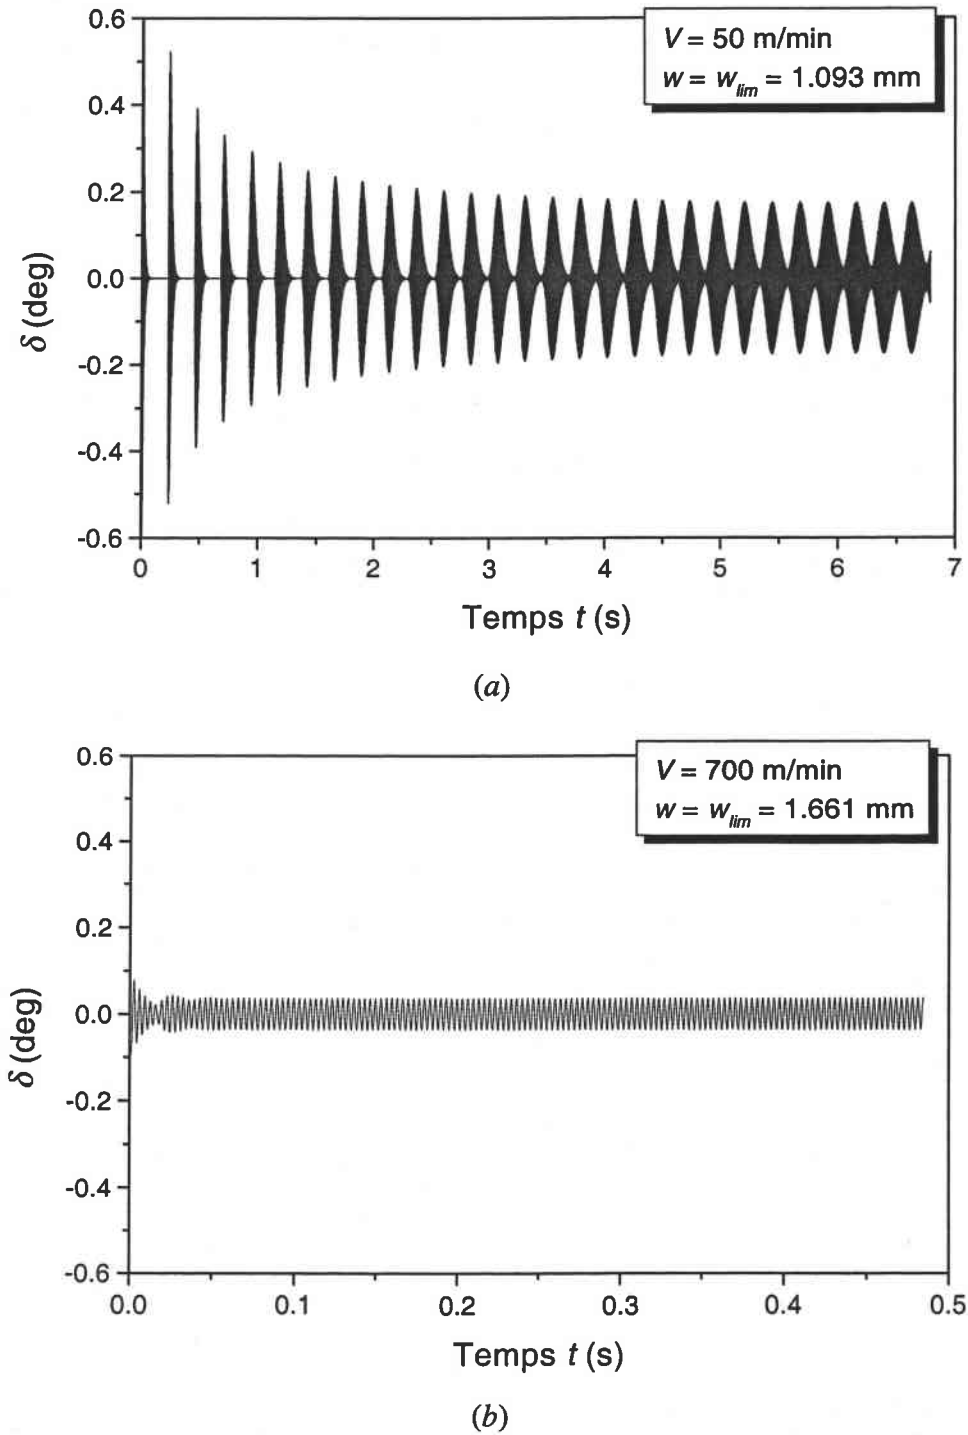 0.6
V = 50 m/min
w = w_lim = 1.093 mm
0.4
0.2
0.0
-0.2
-0.4
-0.6
δ (deg)
0 1 2 3 4 5 6 7
Temps t (s)
(a)
0.6
V = 700 m/min
w = w_lim = 1.661 mm
0.4
0.2
0.0
-0.2
-0.4
-0.6
δ (deg)
0.0 0.1 0.2 0.3 0.4 0.5
Temps t (s)
(b)